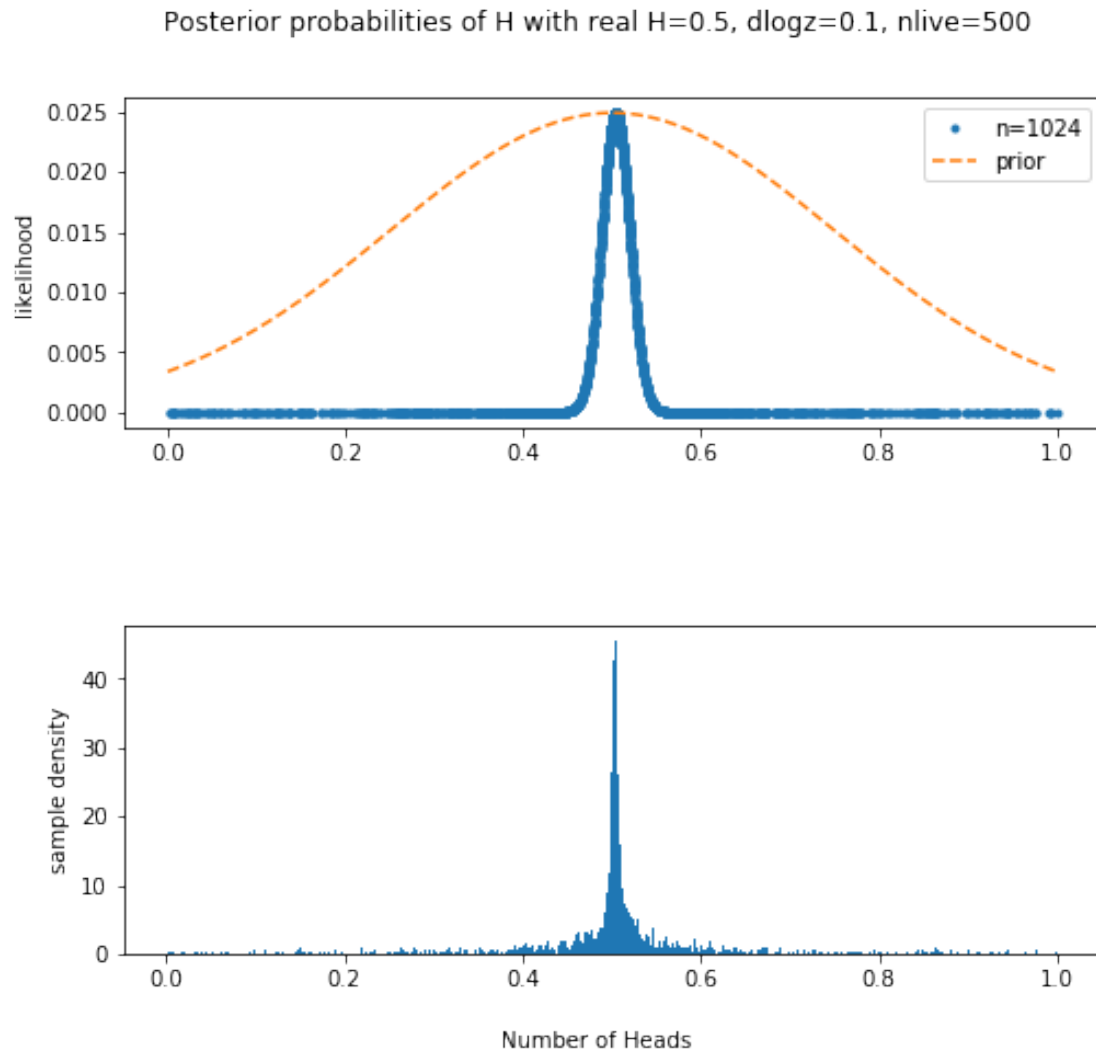 Posterior probabilities of H with real H=0.5, dlogz=0.1, nlive=500
0.025
0.020
0.015
0.010
0.005
0.000
likelihood
n=1024
prior
0.0 0.2 0.4 0.6 0.8 1.0
40
30
20
10
0
sample density
0.0 0.2 0.4 0.6 0.8 1.0
Number of Heads